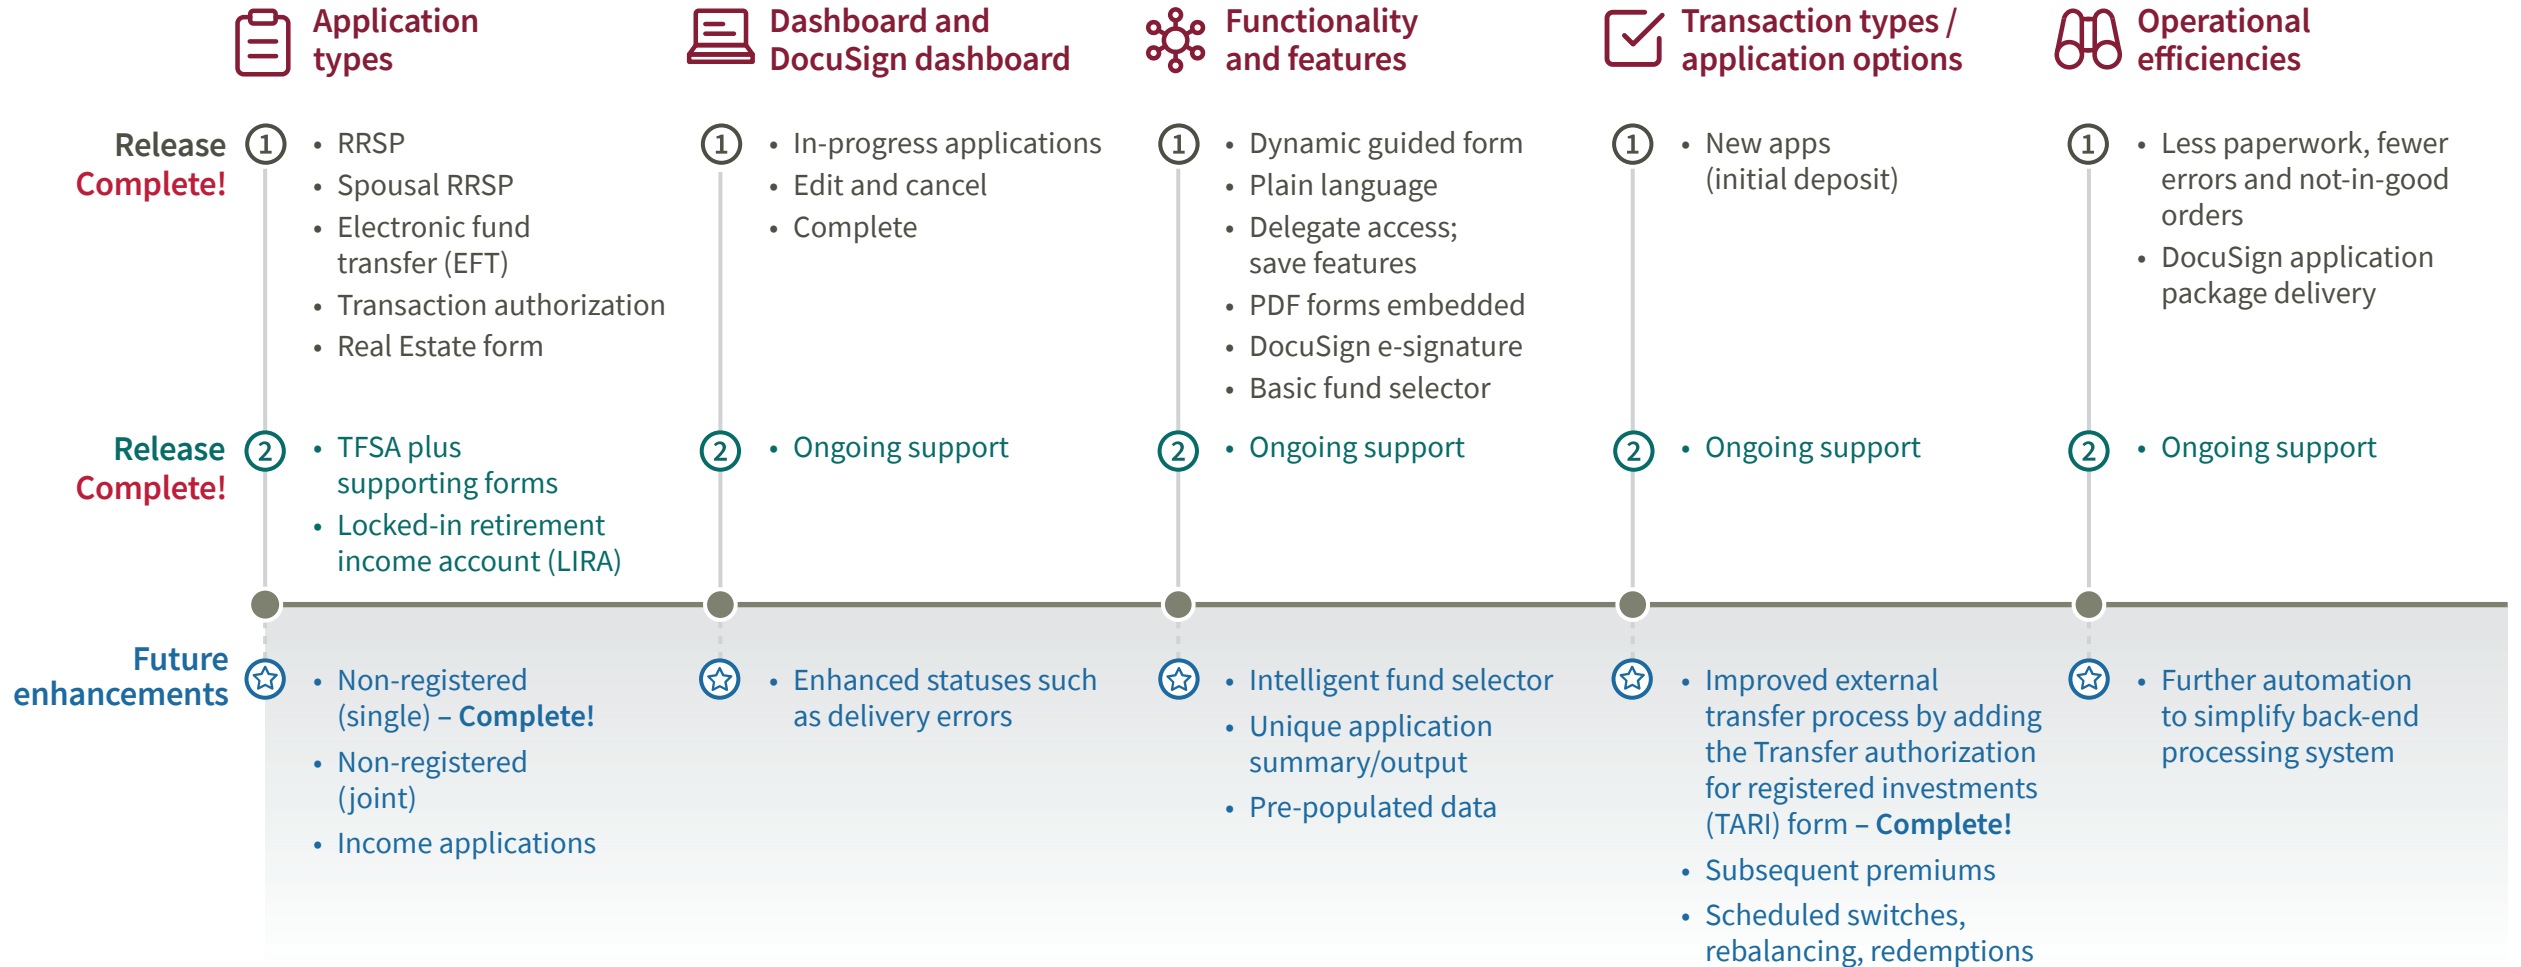 Application
types
Dashboard and
DocuSign dashboard
Functionality
and features
Transaction types /
application options
Operational
efficiencies
Release
Complete!
1
• RRSP
• Spousal RRSP
• Electronic fund
transfer (EFT)
• Transaction authorization
• Real Estate form
1
• In-progress applications
• Edit and cancel
• Complete
1
• Dynamic guided form
• Plain language
• Delegate access;
save features
• PDF forms embedded
• DocuSign e-signature
• Basic fund selector
1
• New apps
(initial deposit)
1
• Less paperwork, fewer
errors and not-in-good
orders
• DocuSign application
package delivery
Release
Complete!
2
• TFSA plus
supporting forms
• Locked-in retirement
income account (LIRA)
2
• Ongoing support
2
• Ongoing support
2
• Ongoing support
2
• Ongoing support
Future
enhancements
• Non-registered
(single) – Complete!
• Non-registered
(joint)
• Income applications
• Enhanced statuses such
as delivery errors
• Intelligent fund selector
• Unique application
summary/output
• Pre-populated data
• Improved external
transfer process by adding
the Transfer authorization
for registered investments
(TARI) form – Complete!
• Subsequent premiums
• Scheduled switches,
rebalancing, redemptions
• Further automation
to simplify back-end
processing system